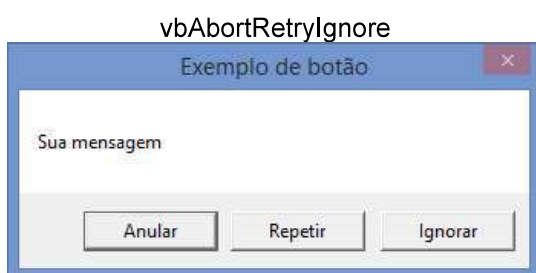 vbAbortRetryIgnore
Exemplo de botão
Sua mensagem
Anular Repetir Ignorar